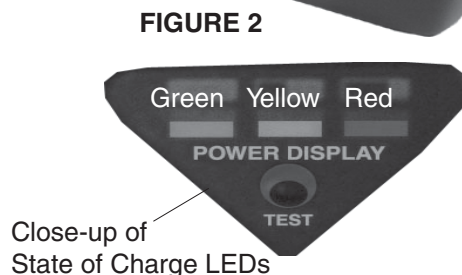 FIGURE 2
Green Yellow Red
POWER DISPLAY
TEST
Close-up of
State of Charge LEDs